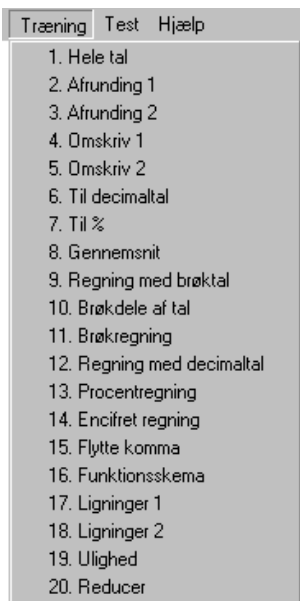 Træning Test Hjælp
1. Hele tal
2. Afrunding 1
3. Afrunding 2
4. Omskriv 1
5. Omskriv 2
6. Til decimaltal
7. Til %
8. Gennemsnit
9. Regning med brøktal
10. Brøkdele af tal
11. Brøkregning
12. Regning med decimaltal
13. Procentregning
14. Encifret regning
15. Flytte komma
16. Funktionsskema
17. Ligninger 1
18. Ligninger 2
19. Ulighed
20. Reducer